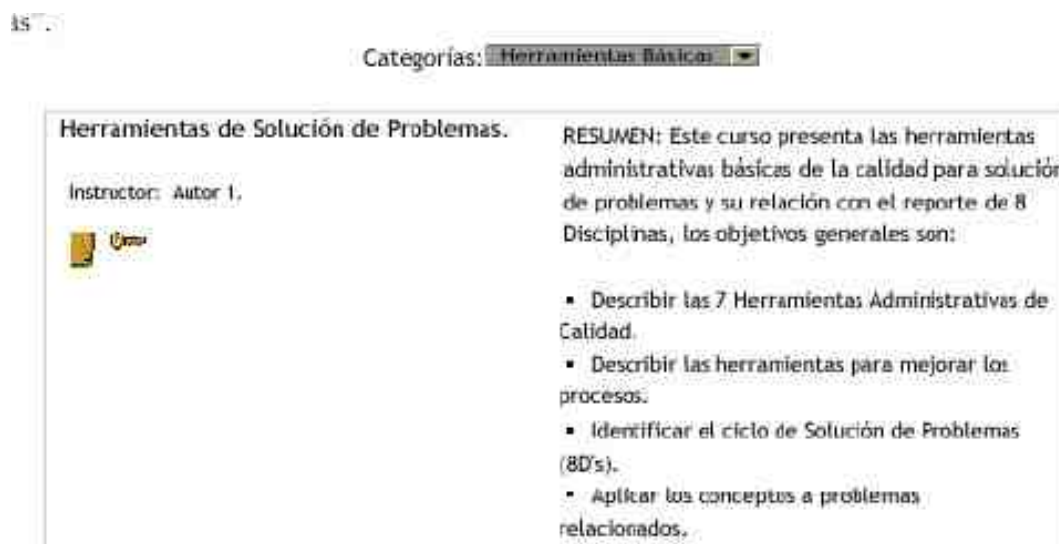 ás".
Categorías: Herramientas Básicas
Herramientas de Solución de Problemas.
Instructor: Autor 1.
RESUMEN: Este curso presenta las herramientas
administrativas básicas de la calidad para solución
de problemas y su relación con el reporte de 8
Disciplinas, los objetivos generales son:
▪ Describir las 7 Herramientas Administrativas de
Calidad.
▪ Describir las herramientas para mejorar los
procesos.
▪ Identificar el ciclo de Solución de Problemas
(8D's).
▪ Aplicar los conceptos a problemas
relacionados.